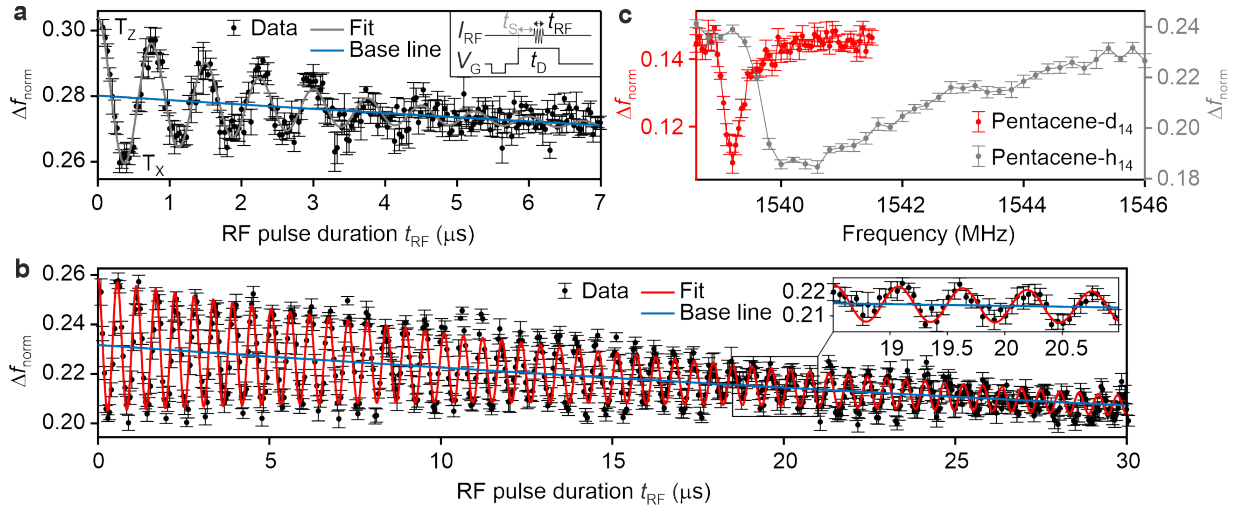 a
0.30
0.28
0.26
Δf_norm
T_Z
T_X
Data
Fit
Base line
t_S
t_RF
I_RF
V_G
t_D
0 1 2 3 4 5 6 7
RF pulse duration t_RF (µs)
c
0.14
0.12
Δf_norm
0.24
0.22
0.20
0.18
Δf_norm
Pentacene-d₁₄
Pentacene-h₁₄
1540 1542 1544 1546
Frequency (MHz)
b
0.26
0.24
0.22
0.20
Δf_norm
Data
Fit
Base line
0.22
0.21
19 19.5 20 20.5
0 5 10 15 20 25 30
RF pulse duration t_RF (µs)